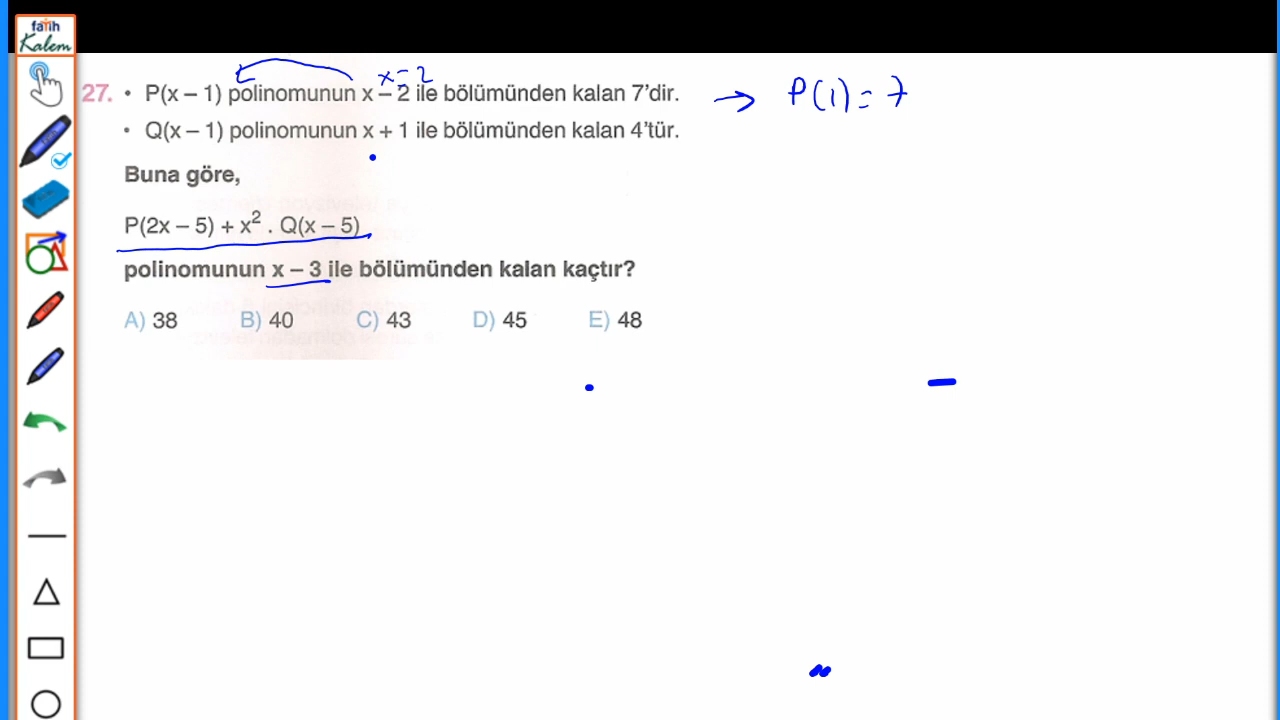 fatih
Kalem
x = 2
27. • P(x – 1) polinomunun x – 2 ile bölümünden kalan 7’dir. → P(1) = 7
• Q(x – 1) polinomunun x + 1 ile bölümünden kalan 4’tür.
Buna göre,
P(2x – 5) + x² . Q(x – 5)
polinomunun x – 3 ile bölümünden kalan kaçtır?
A) 38 B) 40 C) 43 D) 45 E) 48